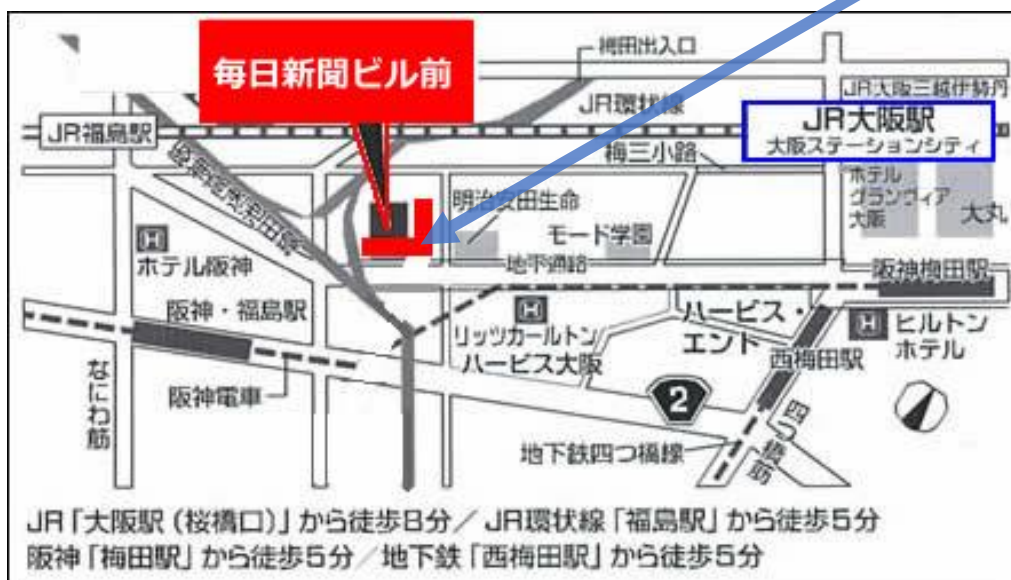 毎日新聞ビル前
梅田出入口
JR大阪三越伊勢丹
JR環状線
JR大阪駅
大阪ステーションシティ
JR福島駅
梅三小路
ホテル
グランヴィア
大阪
大丸
明治安田生命
モード学園
H
ホテル阪神
地下通路
阪神梅田駅
阪神・福島駅
H
リッツカールトン
ハービス大阪
ハービス・
エント
H
ヒルトン
ホテル
西梅田駅
なにわ筋
阪神電車
2
地下鉄四つ橋線
四つ橋筋
JR「大阪駅(桜橋口)」から徒歩8分/JR環状線「福島駅」から徒歩5分
阪神「梅田駅」から徒歩5分/地下鉄「西梅田駅」から徒歩5分